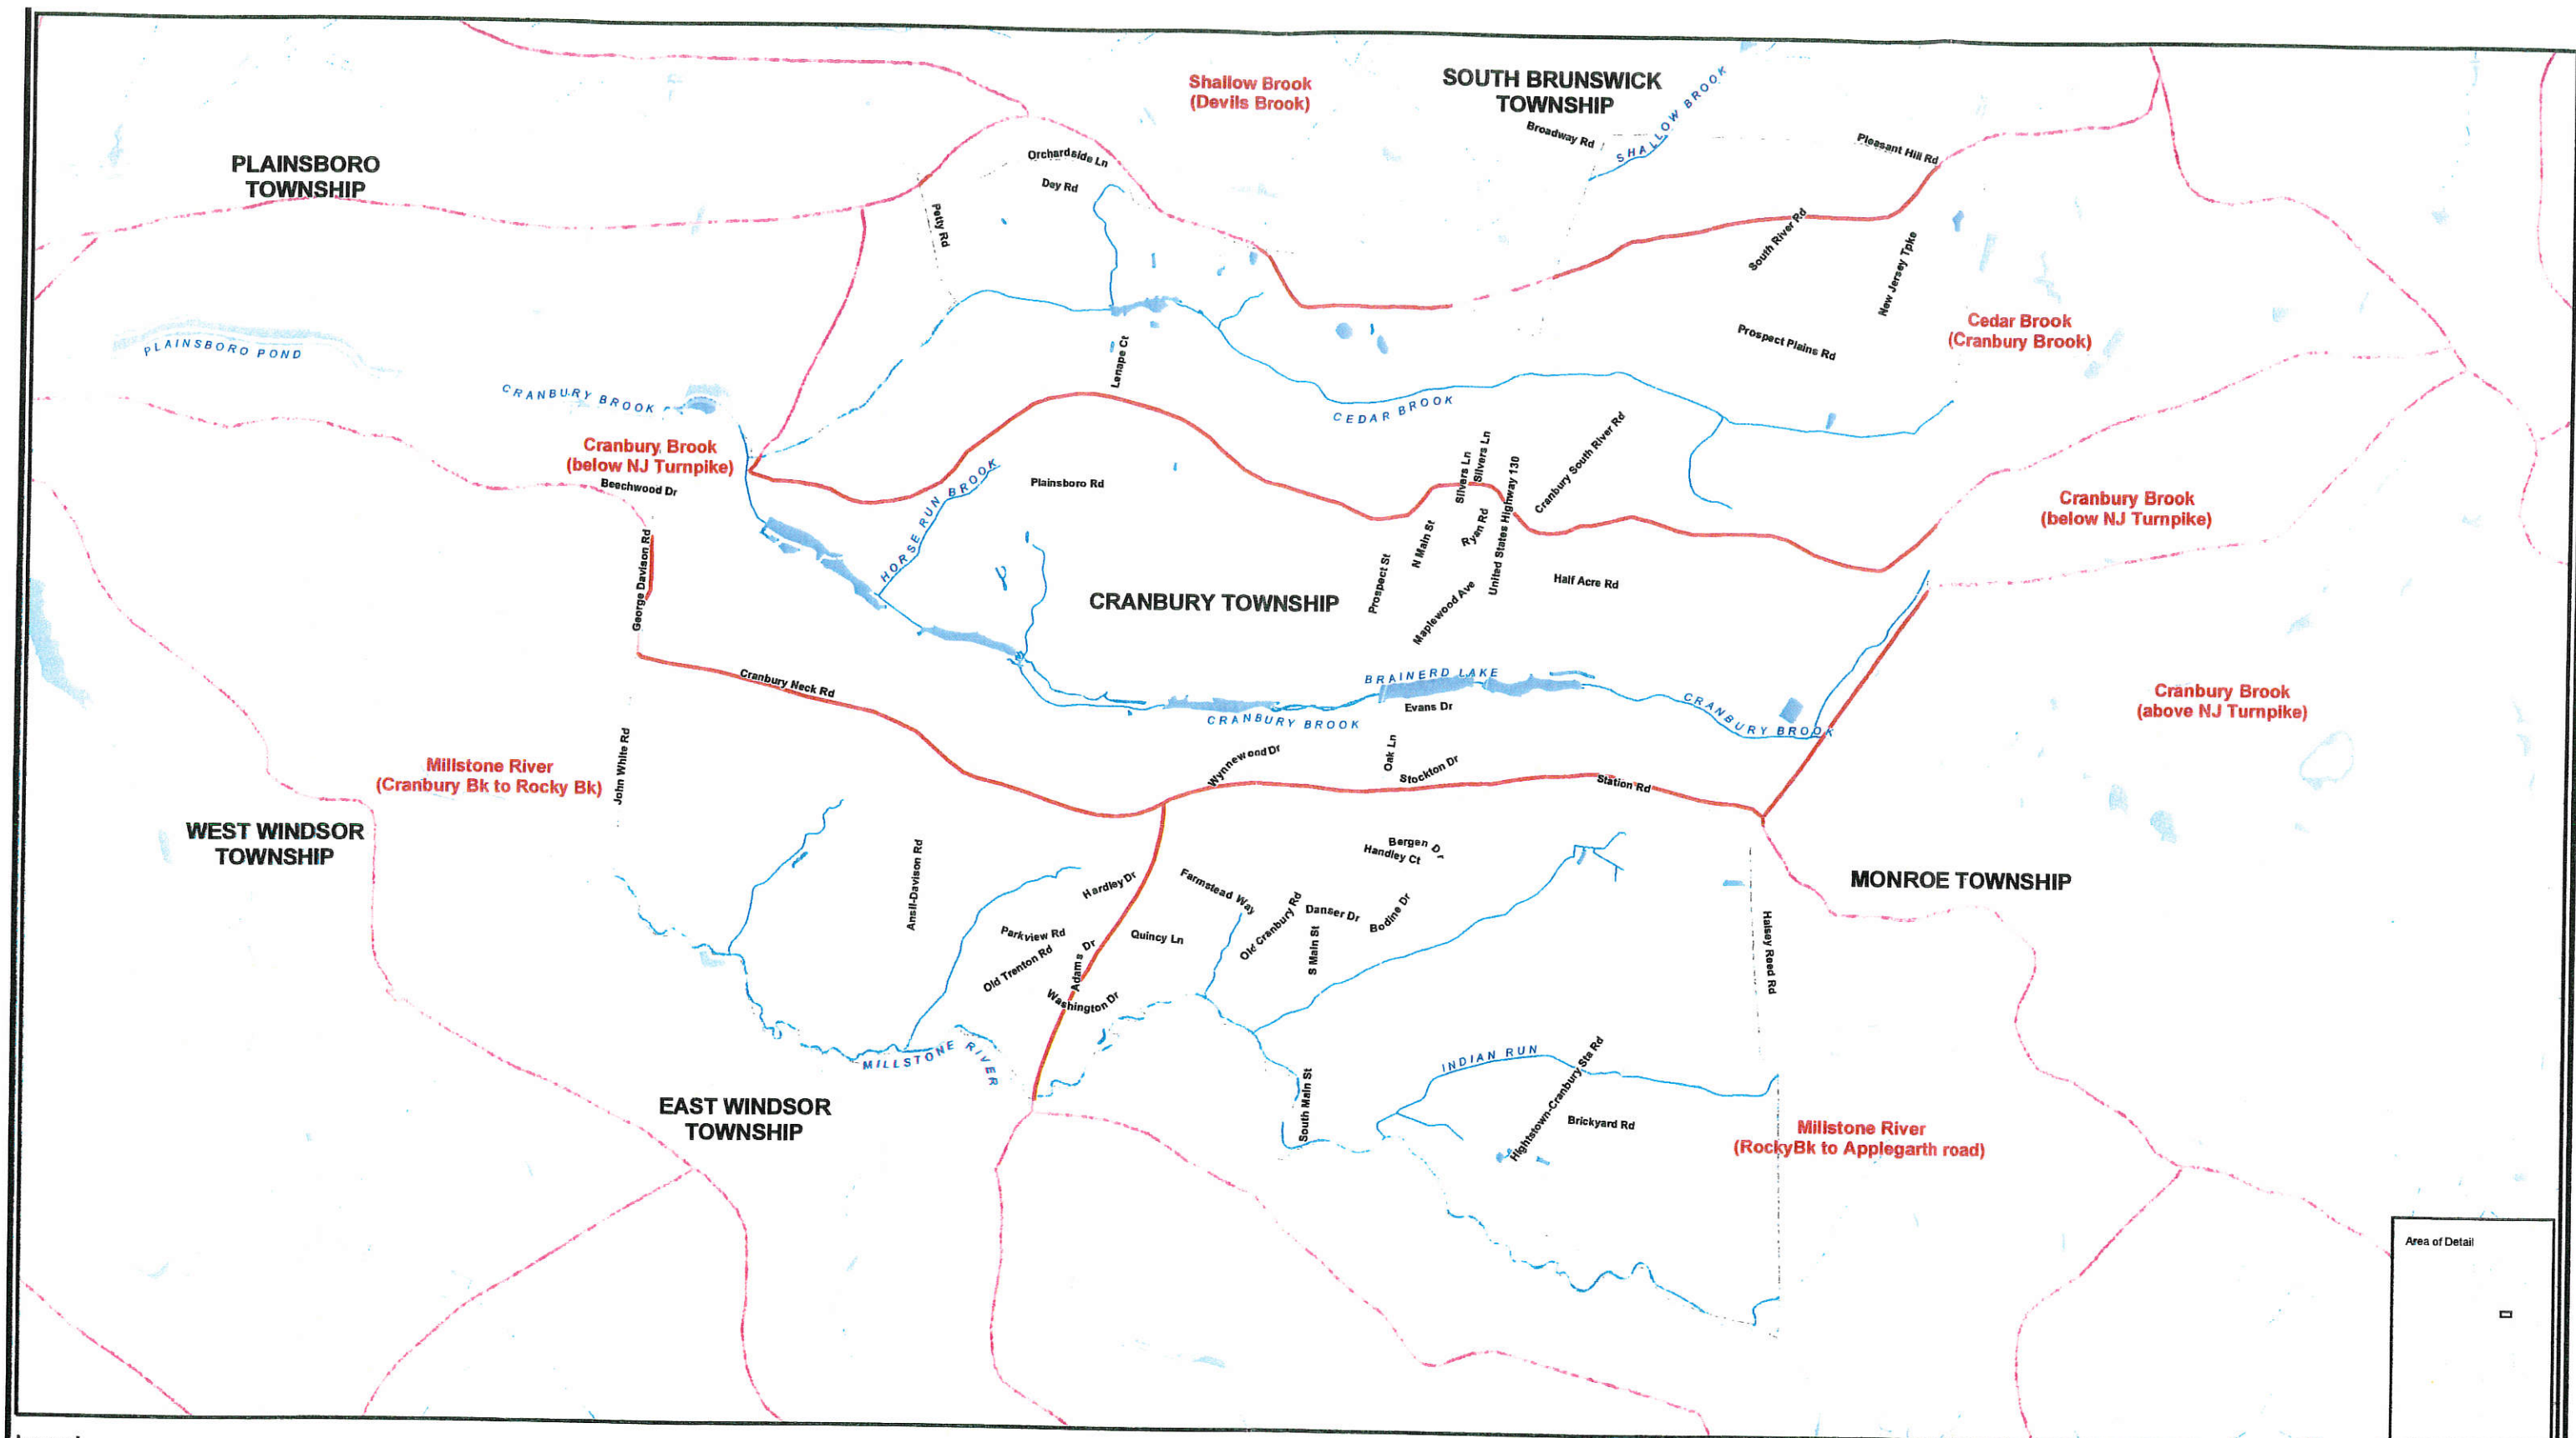 Shallow Brook
(Devils Brook)
SOUTH BRUNSWICK
TOWNSHIP
SHALLOW BROOK
Broadway Rd
Pleasant Hill Rd
PLAINSBORO
TOWNSHIP
Orchardside Ln
Dey Rd
Petty Rd
South River Rd
New Jersey Tpke
Cedar Brook
(Cranbury Brook)
Prospect Plains Rd
PLAINSBORO POND
Lenape Ct
CRANBURY BROOK
CEDAR BROOK
Cranbury Brook
(below NJ Turnpike)
Beechwood Dr
HORSE RUN BROOK
Plainsboro Rd
Silvers Ln
Silvers Ln
United States Highway 130
Cranbury South River Rd
Cranbury Brook
(below NJ Turnpike)
George Davison Rd
Prospect St
N Main St
Ryan Rd
Maplewood Ave
Half Acre Rd
CRANBURY TOWNSHIP
Cranbury Neck Rd
BRAINERD LAKE
Evans Dr
CRANBURY BROOK
CRANBURY BROOK
Cranbury Brook
(above NJ Turnpike)
John White Rd
Millstone River
(Cranbury Bk to Rocky Bk)
Wynnewood Dr
Oak Ln
Stockton Dr
Station Rd
WEST WINDSOR
TOWNSHIP
Ansil-Davison Rd
Hardley Dr
Farmstead Way
Bergen Dr
Handley Ct
MONROE TOWNSHIP
Old Cranbury Rd
Danser Dr
Bodine Dr
S Main St
Halsey Reed Rd
Parkview Rd
Old Trenton Rd
Adams Dr
Quincy Ln
Washington Dr
MILLSTONE RIVER
INDIAN RUN
Hightstown-Cranbury Sta Rd
South Main St
Brickyard Rd
EAST WINDSOR
TOWNSHIP
Millstone River
(RockyBk to Applegarth road)
Area of Detail